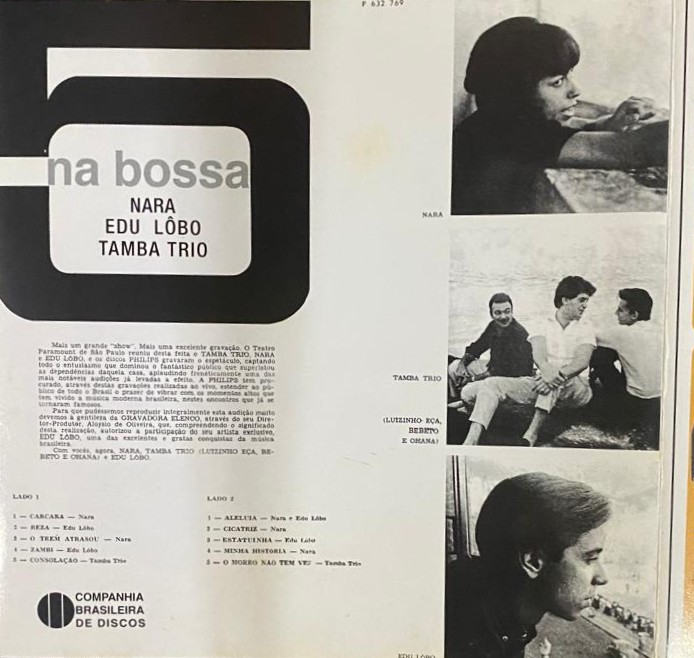 P 632 769
5
na bossa
NARA
EDU LÔBO
TAMBA TRIO
NARA
TAMBA TRIO
(LUIZINHO EÇA,
BEBETO
E OHANA)
EDU LÔBO
Mais um grande "show". Mais uma excelente gravação. O Teatro
Paramount de São Paulo reuniu desta feita e TAMBA TRIO, NARA
e EDU LÔBO, e os discos PHILIPS gravaram o espetáculo, captando
todo o entusiasmo que dominou o fantástico público que superlotou
as dependências daquela casa, aplaudindo frenèticamente uma das
mais notáveis audições já levadas a efeito. A PHILIPS tem pro-
curado, através destas gravações realizadas ao vivo, estender ao pú-
blico de todo o Brasil o prazer de vibrar com os momentos altos que
tem vivido a música moderna brasileira, nestes encontros que já se
tornaram famosos.
Para que pudéssemos reproduzir integralmente esta audição muito
devemos à gentileza da GRAVADORA ELENCO, através do seu Dire-
tor-Produtor, Aloysio de Oliveira, que, compreendendo o significado
desta realização, autorizou a participação do seu artista exclusivo,
EDU LÔBO, uma das excelentes e gratas conquistas da música
brasileira.
Com vocês, agora, NARA, TAMBA TRIO (LUIZINHO EÇA, BE-
BETO E OHANA) e EDU LÔBO.
LADO 1
1 — CARCARA — Nara
2 — REZA — Edu Lôbo
3 — O TREM ATRASOU — Nara
4 — ZAMBI — Edu Lôbo
5 — CONSOLAÇÃO — Tamba Trio
LADO 2
1 — ALELUIA — Nara e Edu Lôbo
2 — CICATRIZ — Nara
3 — ESTATUINHA — Edu Lôbo
4 — MINHA HISTÓRIA — Nara
5 — O MORRO NÃO TEM VEZ — Tamba Trio
COMPANHIA
BRASILEIRA
DE DISCOS